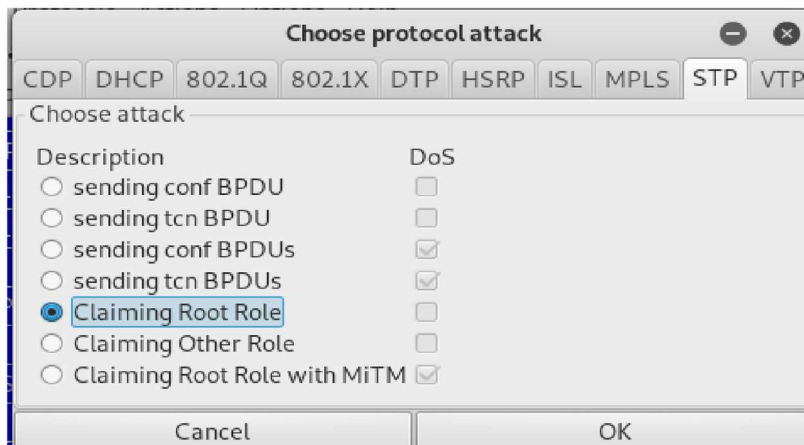 Choose protocol attack
CDP DHCP 802.1Q 802.1X DTP HSRP ISL MPLS STP VTP
Choose attack
Description DoS
sending conf BPDU
sending tcn BPDU
sending conf BPDUs
sending tcn BPDUs
Claiming Root Role
Claiming Other Role
Claiming Root Role with MiTM
Cancel OK